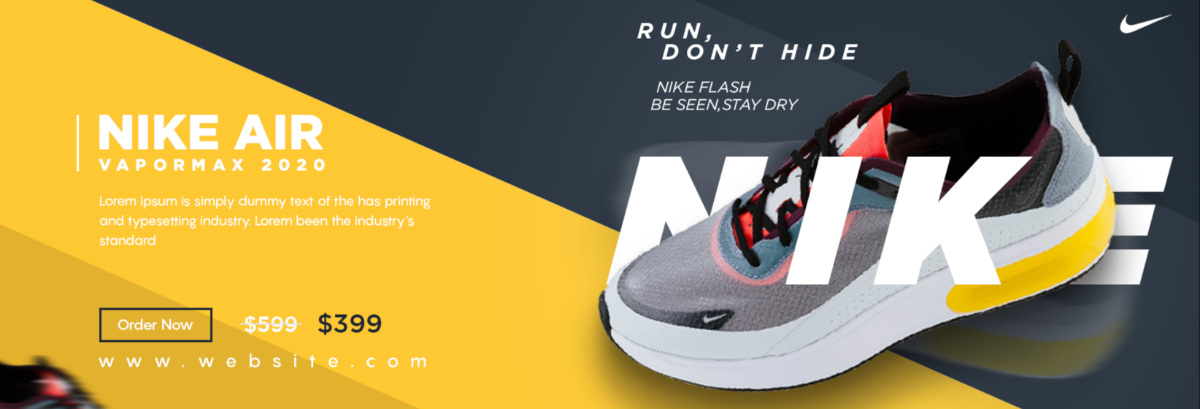 NIKE AIR
VAPORMAX 2020
Lorem Ipsum is simply dummy text of the has printing
and typesetting industry. Lorem been the industry's
standard
Order Now
$599 $399
www.website.com
RUN,
DON'T HIDE
NIKE FLASH
BE SEEN,STAY DRY
NIKE